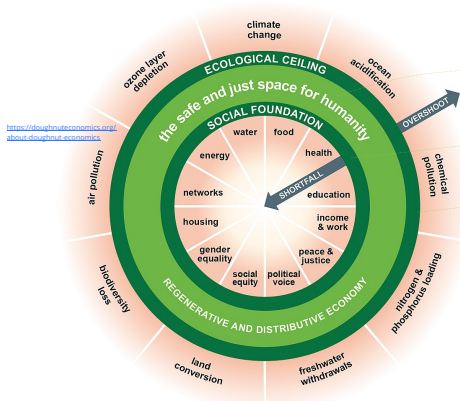 climate
change
ozone layer
depletion
ocean
acidification
ECOLOGICAL CEILING
the safe and just space for humanity
SOCIAL FOUNDATION
OVERSHOOT
https://doughnuteconomics.org/
about-doughnut-economics
air pollution
chemical
pollution
water
food
energy
health
SHORTFALL
networks
education
housing
income
& work
gender
equality
peace &
justice
social
equity
political
voice
REGENERATIVE AND DISTRIBUTIVE ECONOMY
biodiversity
loss
nitrogen &
phosphorus loading
land
conversion
freshwater
withdrawals